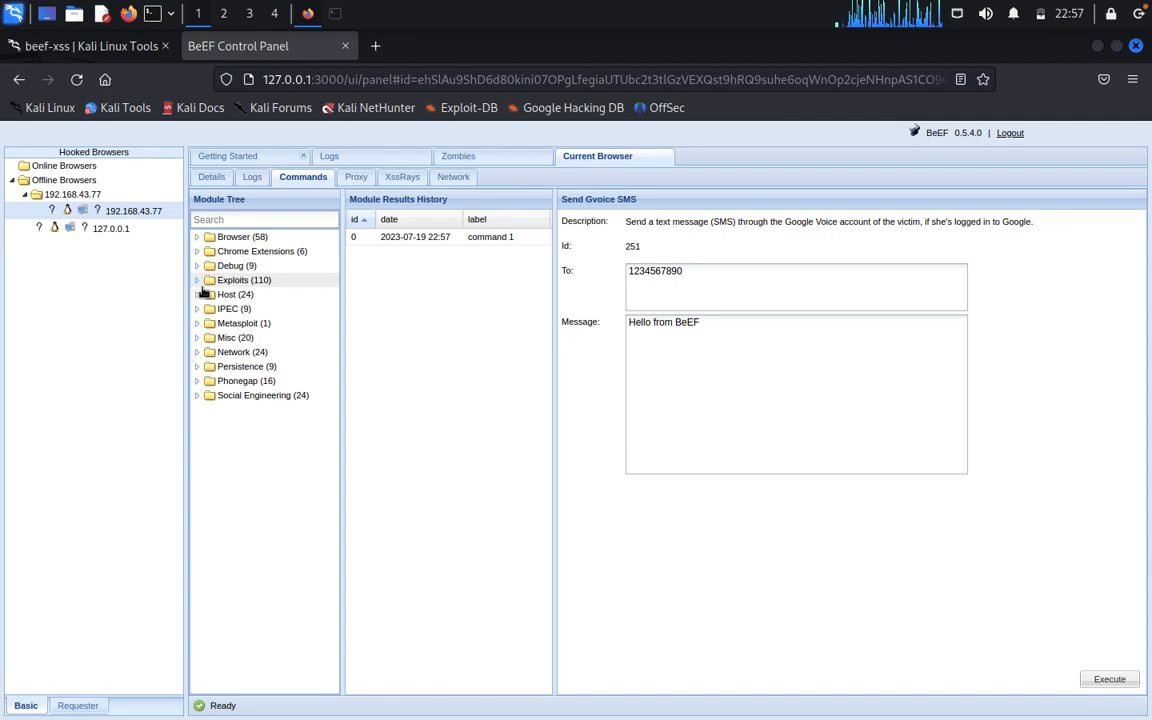 1 2 3 4 22:57
beef-xss | Kali Linux Tools BeEF Control Panel
127.0.0.1:3000/ui/panel#id=
Kali Linux Kali Tools Kali Docs Kali Forums Kali NetHunter Exploit-DB Google Hacking DB OffSec
BeEF 0.5.4.0 | Logout
Hooked Browsers
Online Browsers
Offline Browsers
192.168.43.77
? ? 192.168.43.77
? ? 127.0.0.1
Basic Requester
Getting Started Logs Zombies Current Browser
Details Logs Commands Proxy XssRays Network
Module Tree
Search
Browser (58)
Chrome Extensions (6)
Debug (9)
Exploits (110)
Host (24)
IPEC (9)
Metasploit (1)
Misc (20)
Network (24)
Persistence (9)
Phonegap (16)
Social Engineering (24)
Module Results History
id date label
0 2023-07-19 22:57 command 1
Send Gvoice SMS
Description: Send a text message (SMS) through the Google Voice account of the victim, if she's logged in to Google.
Id: 251
To: 1234567890
Message: Hello from BeEF
Execute
Ready